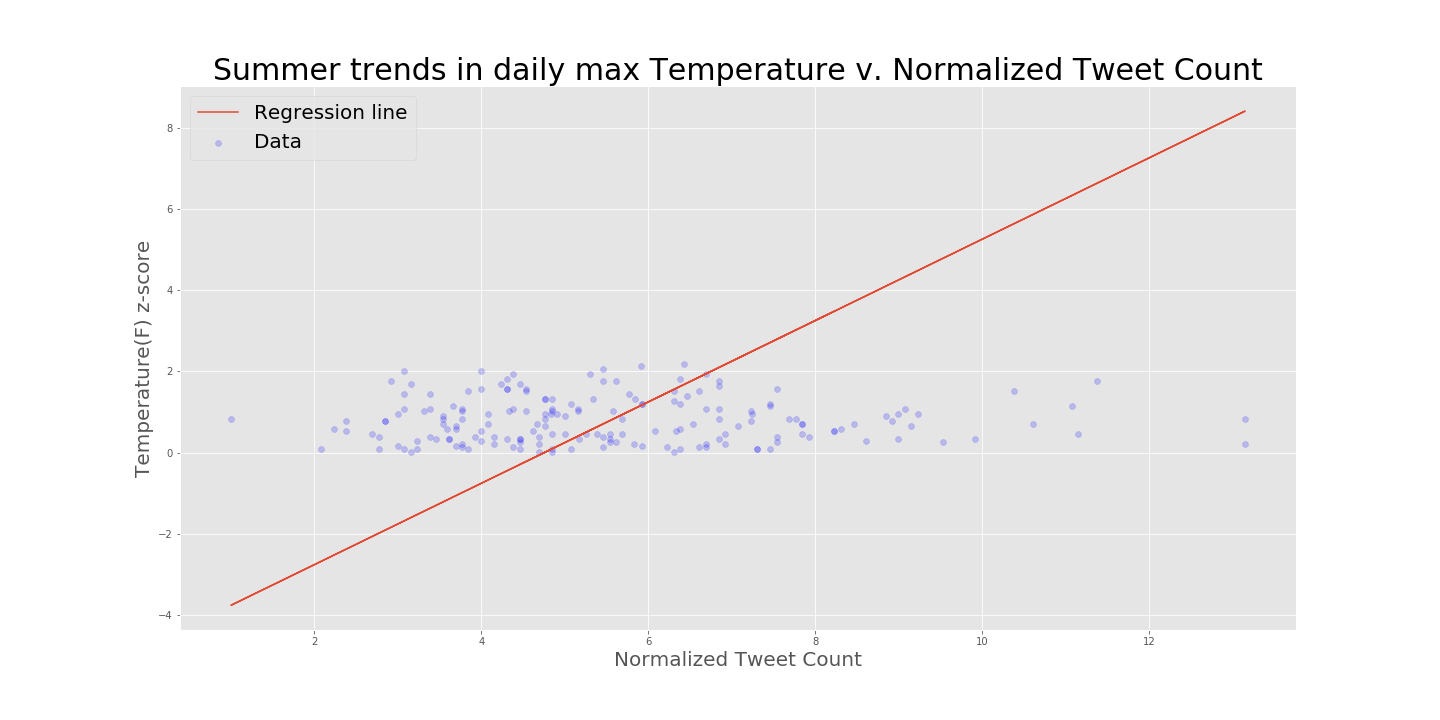 Summer trends in daily max Temperature v. Normalized Tweet Count
Regression line
Data
8
6
4
2
0
−2
−4
Temperature(F) z-score
2 4 6 8 10 12
Normalized Tweet Count